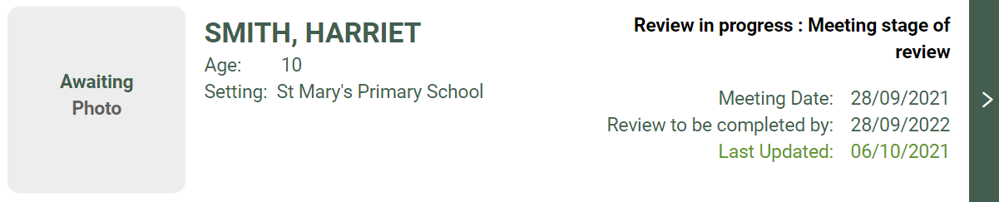 Awaiting
Photo
SMITH, HARRIET
Age: 10
Setting: St Mary's Primary School
Review in progress : Meeting stage of
review
Meeting Date: 28/09/2021
Review to be completed by: 28/09/2022
Last Updated: 06/10/2021